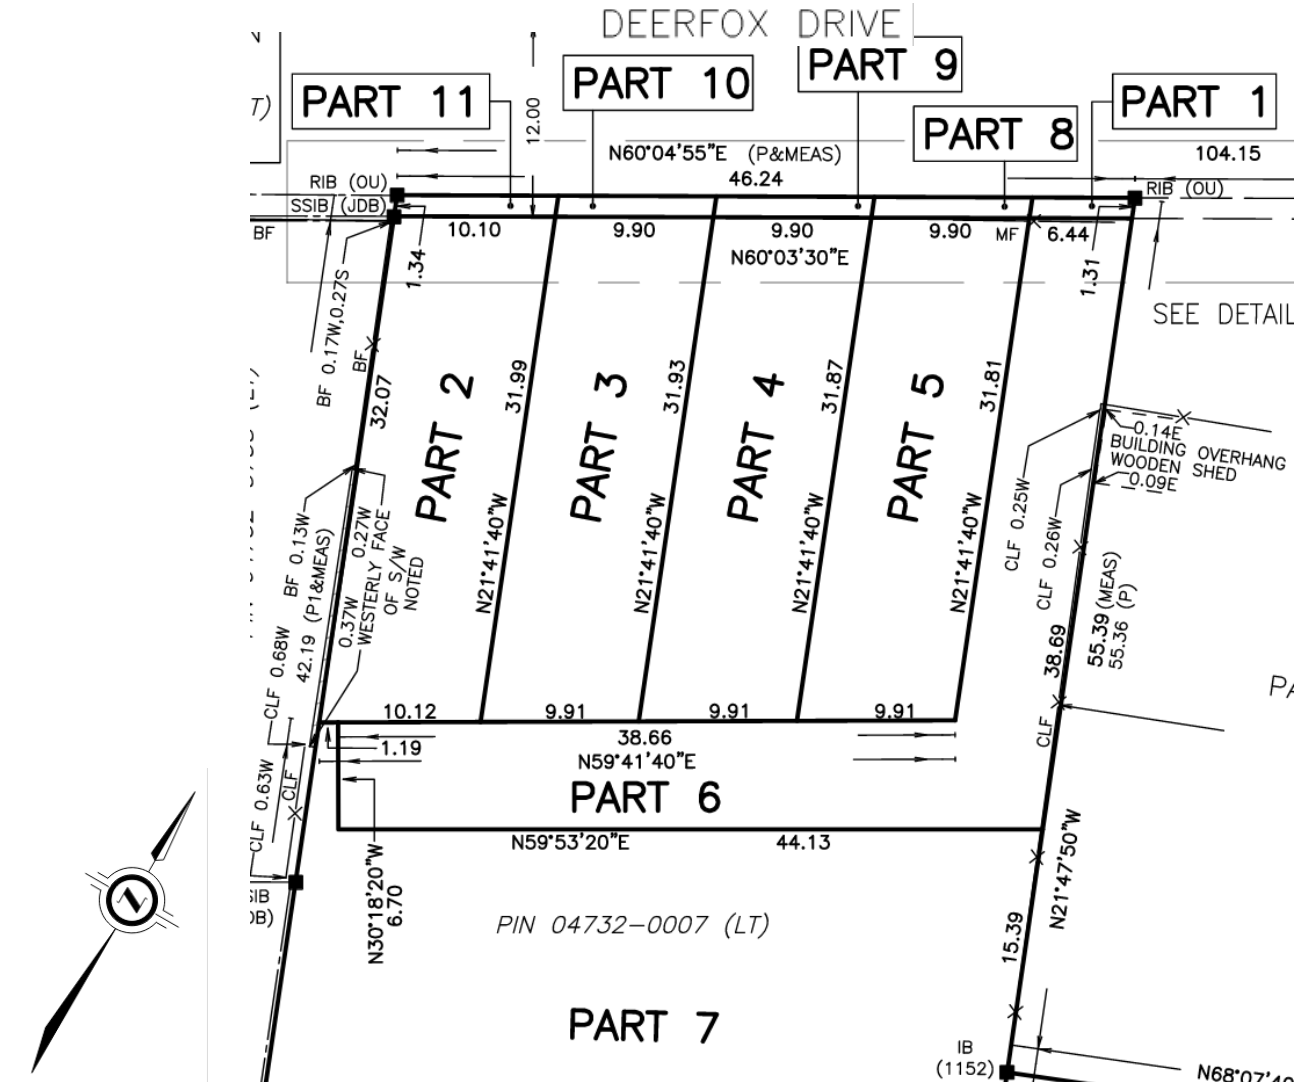 DEERFOX DRIVE
PART 11
PART 10
PART 9
PART 8
PART 1
T)
12.00
N60°04'55"E (P&MEAS)
46.24
104.15
RIB (OU)
SSIB (JDB)
BF
RIB (OU)
10.10
9.90
9.90
9.90
MF
6.44
N60°03'30"E
1.34
1.31
SEE DETAIL
BF 0.17W,0.27S
BF
32.07
PART 2
31.99
PART 3
31.93
PART 4
31.87
PART 5
31.81
0.14E
BUILDING OVERHANG
WOODEN SHED
0.09E
CLF 0.25W
CLF 0.26W
BF 0.13W
42.19 (P1&MEAS)
0.37W
WESTERLY FACE
0.27W
OF S/W
NOTED
N21°41'40"W
N21°41'40"W
N21°41'40"W
N21°41'40"W
38.69
55.39 (MEAS)
55.36 (P)
CLF 0.68W
PA
10.12
9.91
9.91
9.91
CLF
1.19
38.66
N59°41'40"E
PART 6
CLF 0.63W
CLF
N59°53'20"E
44.13
N30°18'20"W
6.70
N21°47'50"W
SIB
PIN 04732-0007 (LT)
15.39
PART 7
IB
(1152)